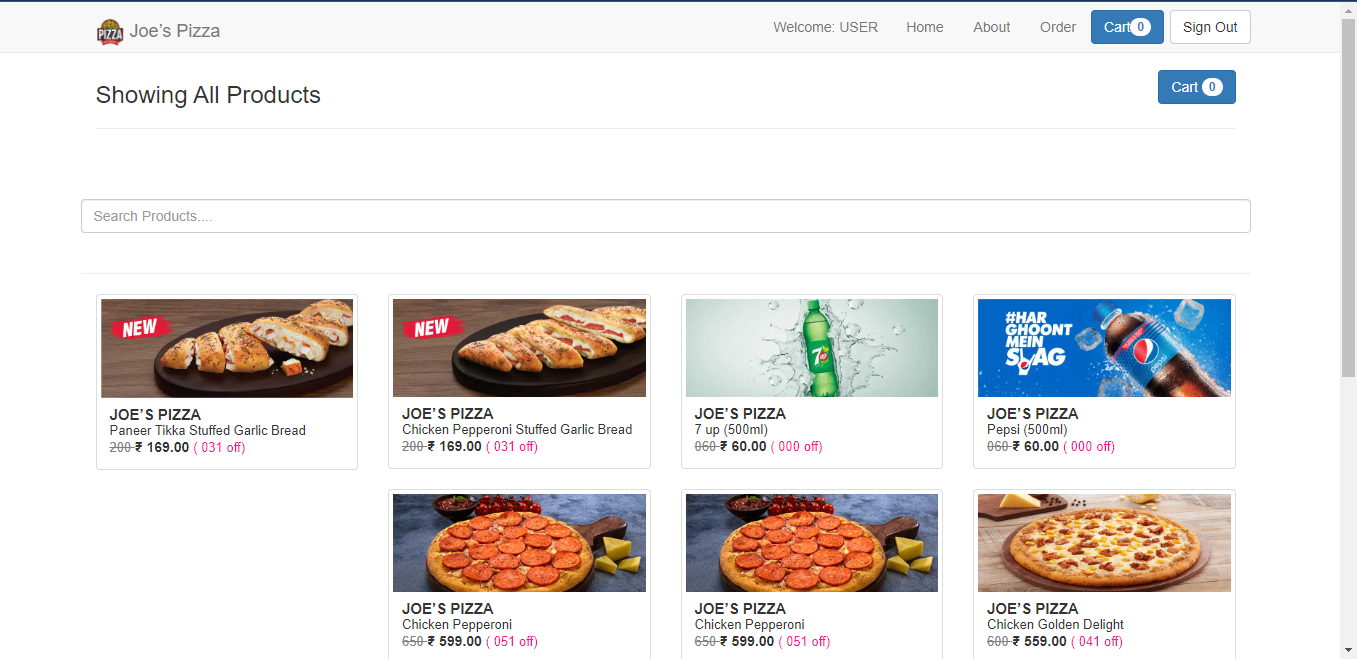 PIZZA Joe’s Pizza Welcome: USER Home About Order Cart 0 Sign Out
Showing All Products
Cart 0
Search Products....
NEW
JOE’S PIZZA
Paneer Tikka Stuffed Garlic Bread
200 ₹ 169.00 ( 031 off)
NEW
JOE’S PIZZA
Chicken Pepperoni Stuffed Garlic Bread
200 ₹ 169.00 ( 031 off)
7
JOE’S PIZZA
7 up (500ml)
060 ₹ 60.00 ( 000 off)
#HAR
GHOONT
MEIN
SWAG
pepsi
JOE’S PIZZA
Pepsi (500ml)
060 ₹ 60.00 ( 000 off)
JOE’S PIZZA
Chicken Pepperoni
650 ₹ 599.00 ( 051 off)
JOE’S PIZZA
Chicken Pepperoni
650 ₹ 599.00 ( 051 off)
JOE’S PIZZA
Chicken Golden Delight
600 ₹ 559.00 ( 041 off)